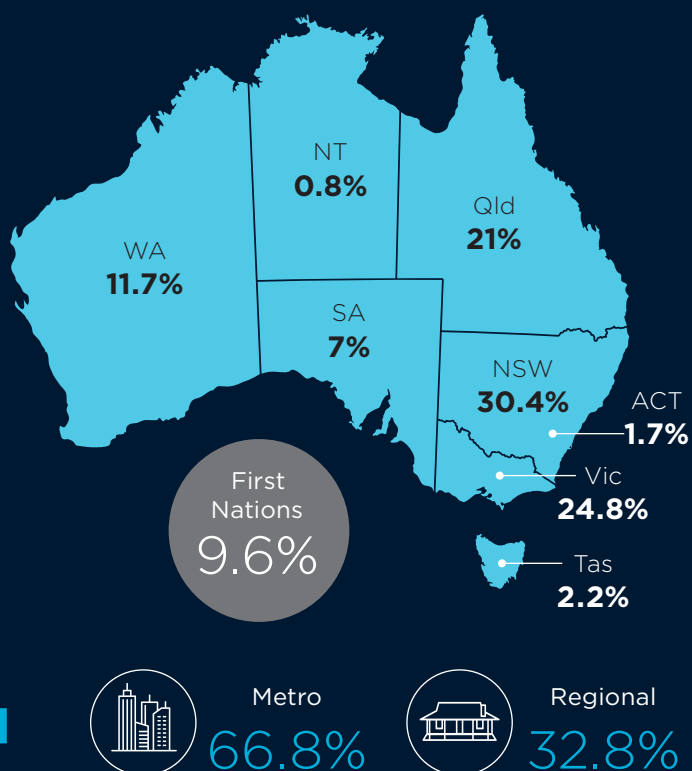 NT
0.8%
Qld
21%
WA
11.7%
SA
7%
NSW
30.4%
ACT
1.7%
First
Nations
9.6%
Vic
24.8%
Tas
2.2%
Metro
66.8%
Regional
32.8%